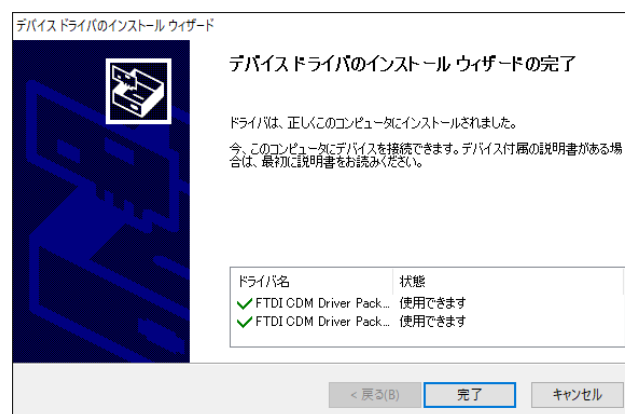 デバイス ドライバのインストール ウィザード
デバイス ドライバのインストール ウィザードの完了
ドライバは、正しくこのコンピュータにインストールされました。
今、このコンピュータにデバイスを接続できます。デバイス付属の説明書がある場
合は、最初に説明書をお読みください。
ドライバ名 状態
FTDI CDM Driver Pack... 使用できます
FTDI CDM Driver Pack... 使用できます
< 戻る(B) 完了 キャンセル